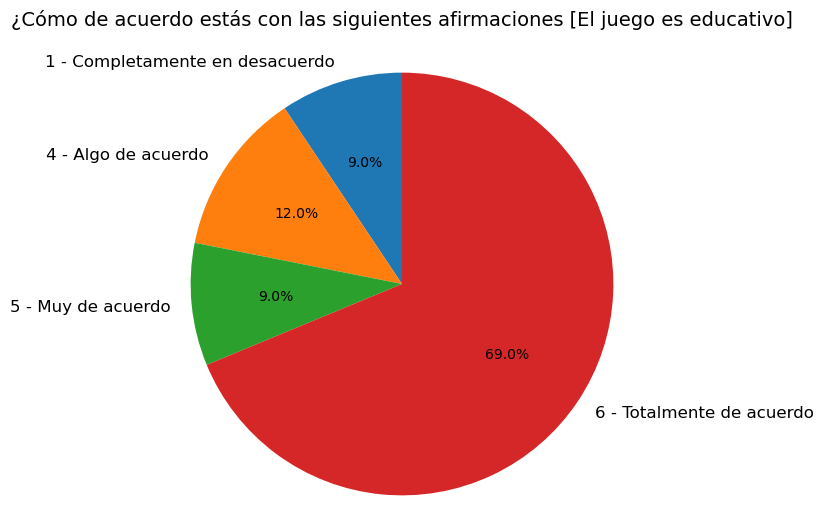 ¿Cómo de acuerdo estás con las siguientes afirmaciones [El juego es educativo]
1 - Completamente en desacuerdo
9.0%
4 - Algo de acuerdo
12.0%
5 - Muy de acuerdo
9.0%
69.0%
6 - Totalmente de acuerdo